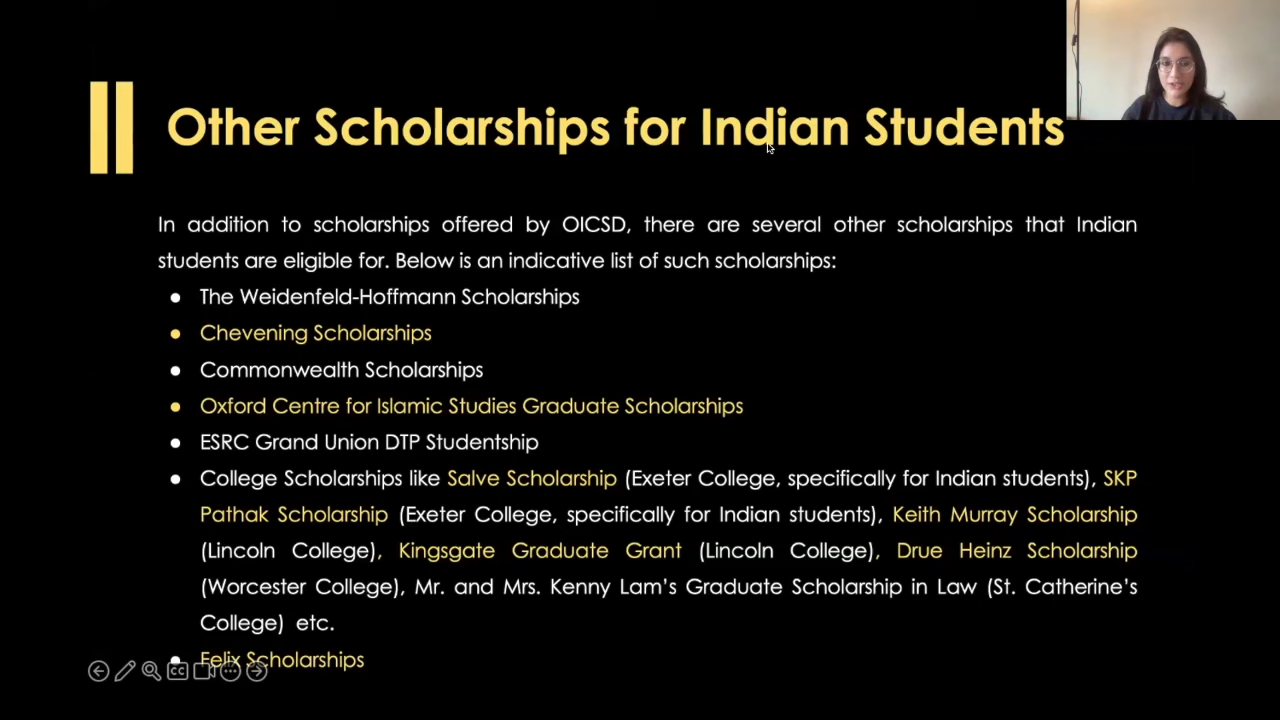 Other Scholarships for Indian Students
In addition to scholarships offered by OICSD, there are several other scholarships that Indian
students are eligible for. Below is an indicative list of such scholarships:
● The Weidenfeld-Hoffmann Scholarships
● Chevening Scholarships
● Commonwealth Scholarships
● Oxford Centre for Islamic Studies Graduate Scholarships
● ESRC Grand Union DTP Studentship
● College Scholarships like Salve Scholarship (Exeter College, specifically for Indian students), SKP
Pathak Scholarship (Exeter College, specifically for Indian students), Keith Murray Scholarship
(Lincoln College), Kingsgate Graduate Grant (Lincoln College), Drue Heinz Scholarship
(Worcester College), Mr. and Mrs. Kenny Lam’s Graduate Scholarship in Law (St. Catherine’s
College) etc.
● Felix Scholarships
CC